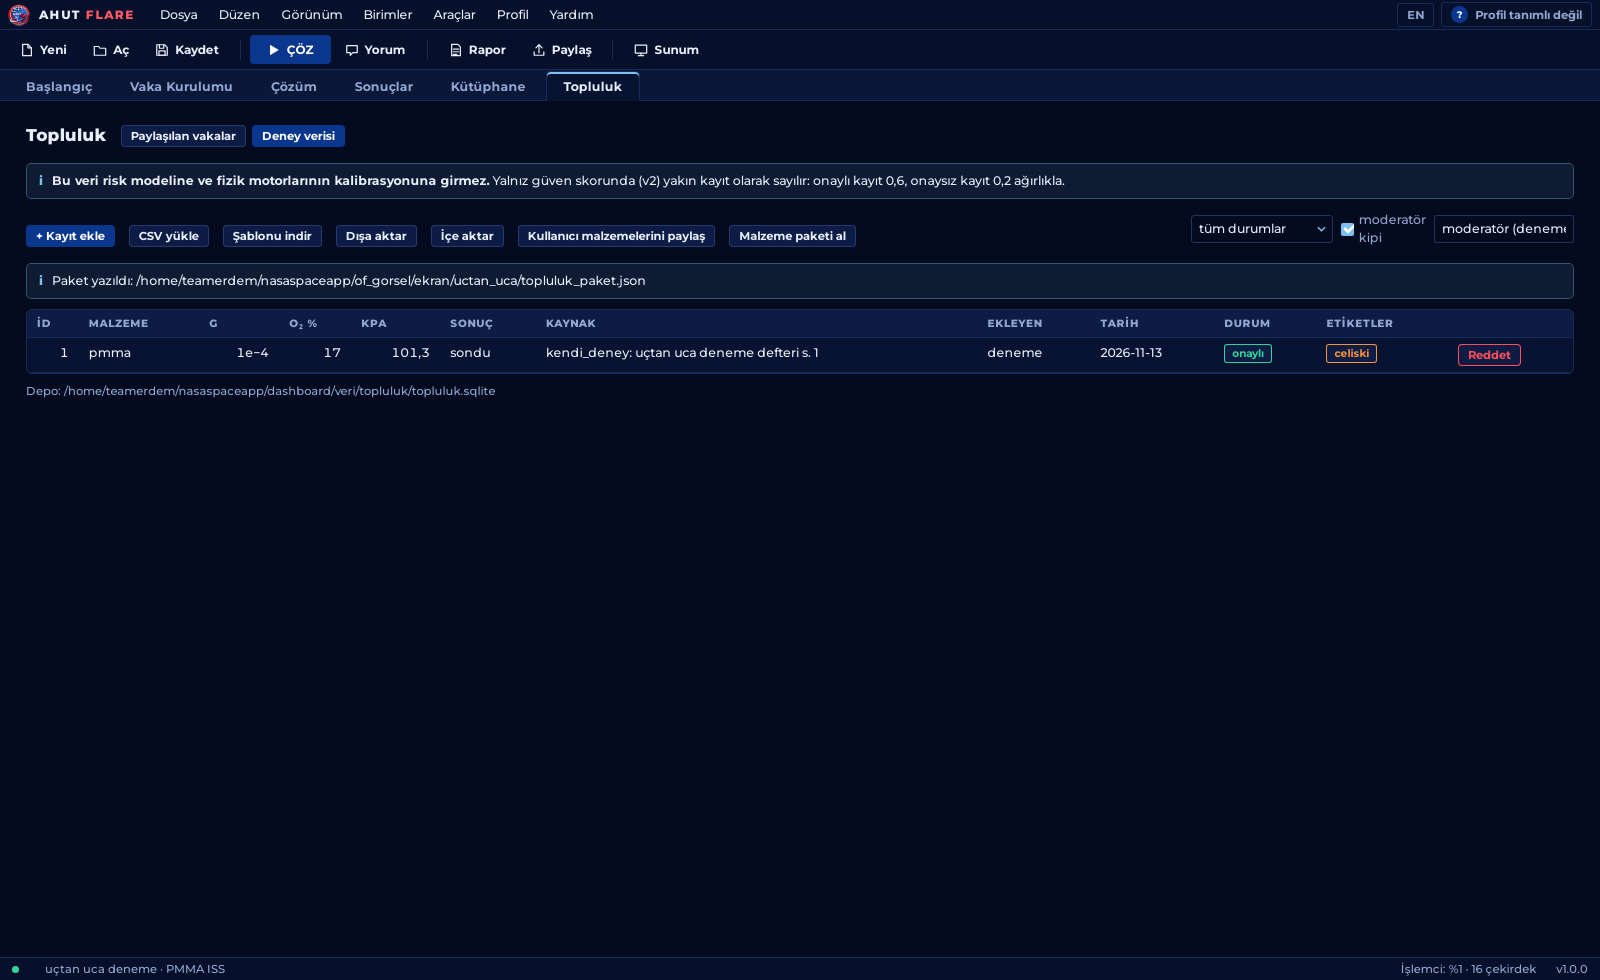 AHUT FLARE Dosya Düzen Görünüm Birimler Araçlar Profil Yardım EN ? Profil tanımlı değil
Yeni Aç Kaydet ÇÖZ Yorum Rapor Paylaş Sunum
Başlangıç Vaka Kurulumu Çözüm Sonuçlar Kütüphane Topluluk
Topluluk Paylaşılan vakalar Deney verisi
i Bu veri risk modeline ve fizik motorlarının kalibrasyonuna girmez. Yalnız güven skorunda (v2) yakın kayıt olarak sayılır: onaylı kayıt 0,6, onaysız kayıt 0,2 ağırlıkla.
+ Kayıt ekle CSV yükle Şablonu indir Dışa aktar İçe aktar Kullanıcı malzemelerini paylaş Malzeme paketi al tüm durumlar moderatör kipi moderatör (deneme
i Paket yazıldı: /home/teamerdem/nasaspaceapp/of_gorsel/ekran/uctan_uca/topluluk_paket.json
İD MALZEME G O₂ % KPA SONUÇ KAYNAK EKLEYEN TARİH DURUM ETİKETLER
1 pmma 1e−4 17 101,3 sondu kendi_deney: uçtan uca deneme defteri s. 1 deneme 2026-11-13 onaylı celiski Reddet
Depo: /home/teamerdem/nasaspaceapp/dashboard/veri/topluluk/topluluk.sqlite
uçtan uca deneme · PMMA ISS İşlemci: %1 · 16 çekirdek v1.0.0